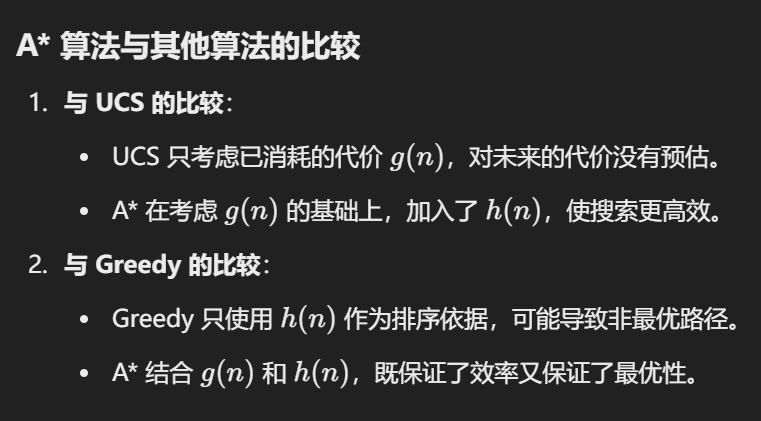 A* 算法与其他算法的比较
1. 与 UCS 的比较：
• UCS 只考虑已消耗的代价 g(n)，对未来的代价没有预估。
• A* 在考虑 g(n) 的基础上，加入了 h(n)，使搜索更高效。
2. 与 Greedy 的比较：
• Greedy 只使用 h(n) 作为排序依据，可能导致非最优路径。
• A* 结合 g(n) 和 h(n)，既保证了效率又保证了最优性。